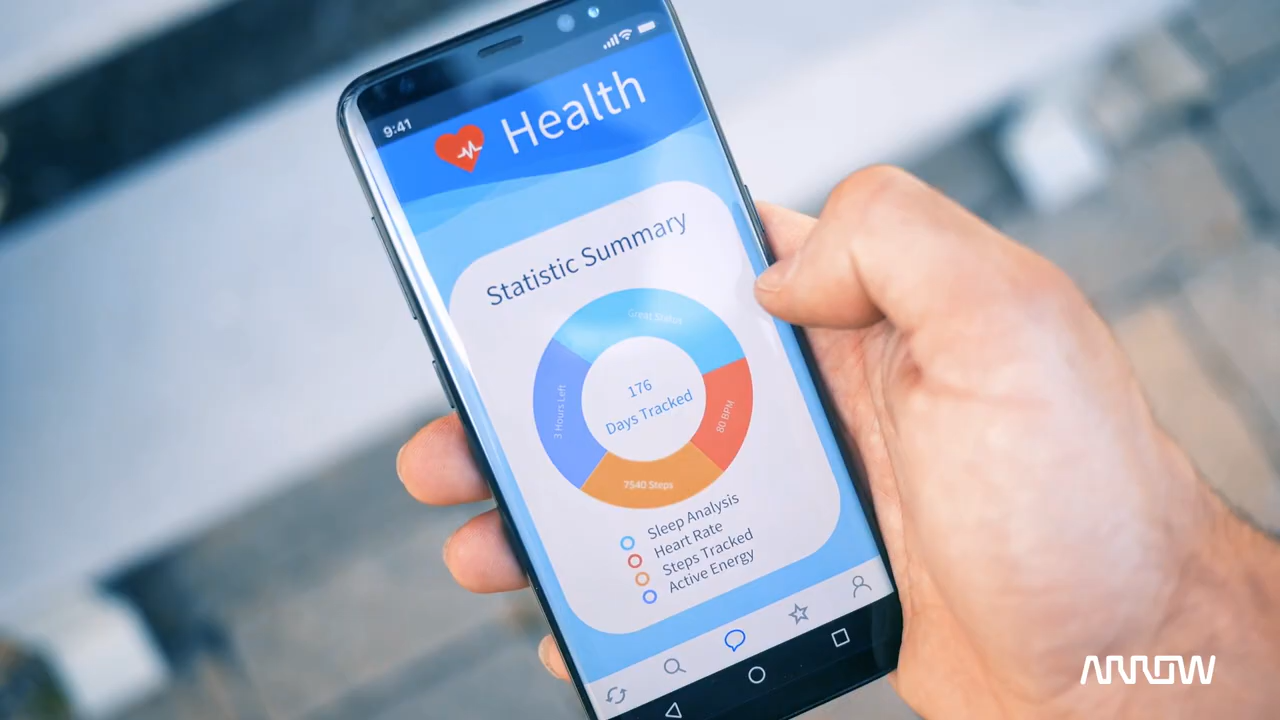 9:41
Health
Statistic Summary
Great Status
3 Hours Left
176
Days Tracked
80 BPM
7540 Steps
Sleep Analysis
Heart Rate
Steps Tracked
Active Energy
ARROW